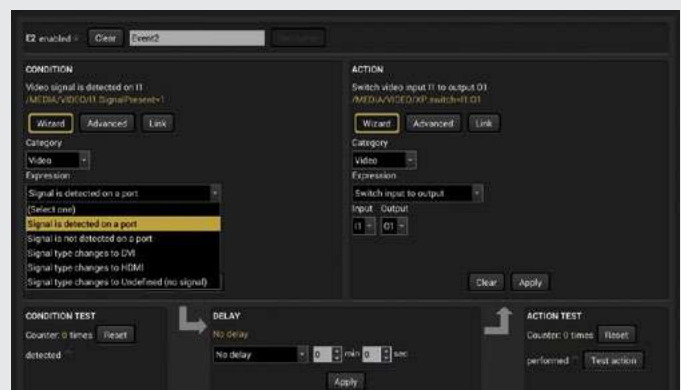 E2 enabled Clear Event2
CONDITION
Video signal is detected on I1
/MEDIA/VIDEO/I1.SignalPresent=1
Wizard Advanced Link
Category
Video
Expression
Signal is detected on a port
(Select one)
Signal is detected on a port
Signal is not detected on a port
Signal type changes to DVI
Signal type changes to HDMI
Signal type changes to Undefined (no signal)
ACTION
Switch video input I1 to output O1
/MEDIA/VIDEO/XP:switch=I1:O1
Wizard Advanced Link
Category
Video
Expression
Switch input to output
Input Output
I1 O1
Clear Apply
CONDITION TEST
Counter: 0 times Reset
detected
DELAY
No delay
No delay 0 min 0 sec
Apply
ACTION TEST
Counter: 0 times Reset
performed Test action